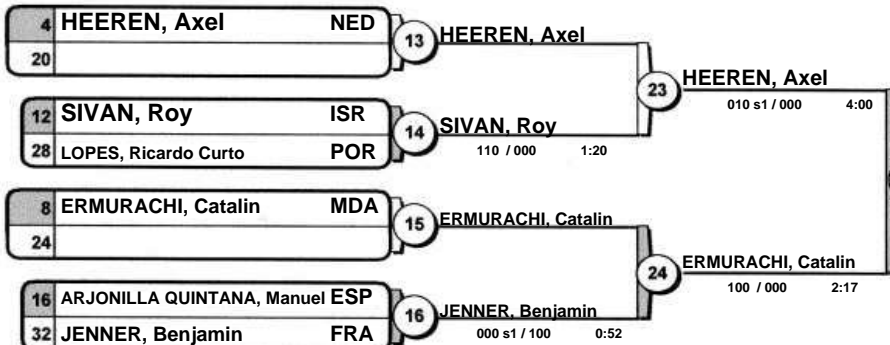 4 HEEREN, Axel NED
20
13 HEEREN, Axel
12 SIVAN, Roy ISR
28 LOPES, Ricardo Curto POR
14 SIVAN, Roy
110 / 000 1:20
23 HEEREN, Axel
010 s1 / 000 4:00
8 ERMURACHI, Catalin MDA
24
15 ERMURACHI, Catalin
16 ARJONILLA QUINTANA, Manuel ESP
32 JENNER, Benjamin FRA
16 JENNER, Benjamin
000 s1 / 100 0:52
24 ERMURACHI, Catalin
100 / 000 2:17